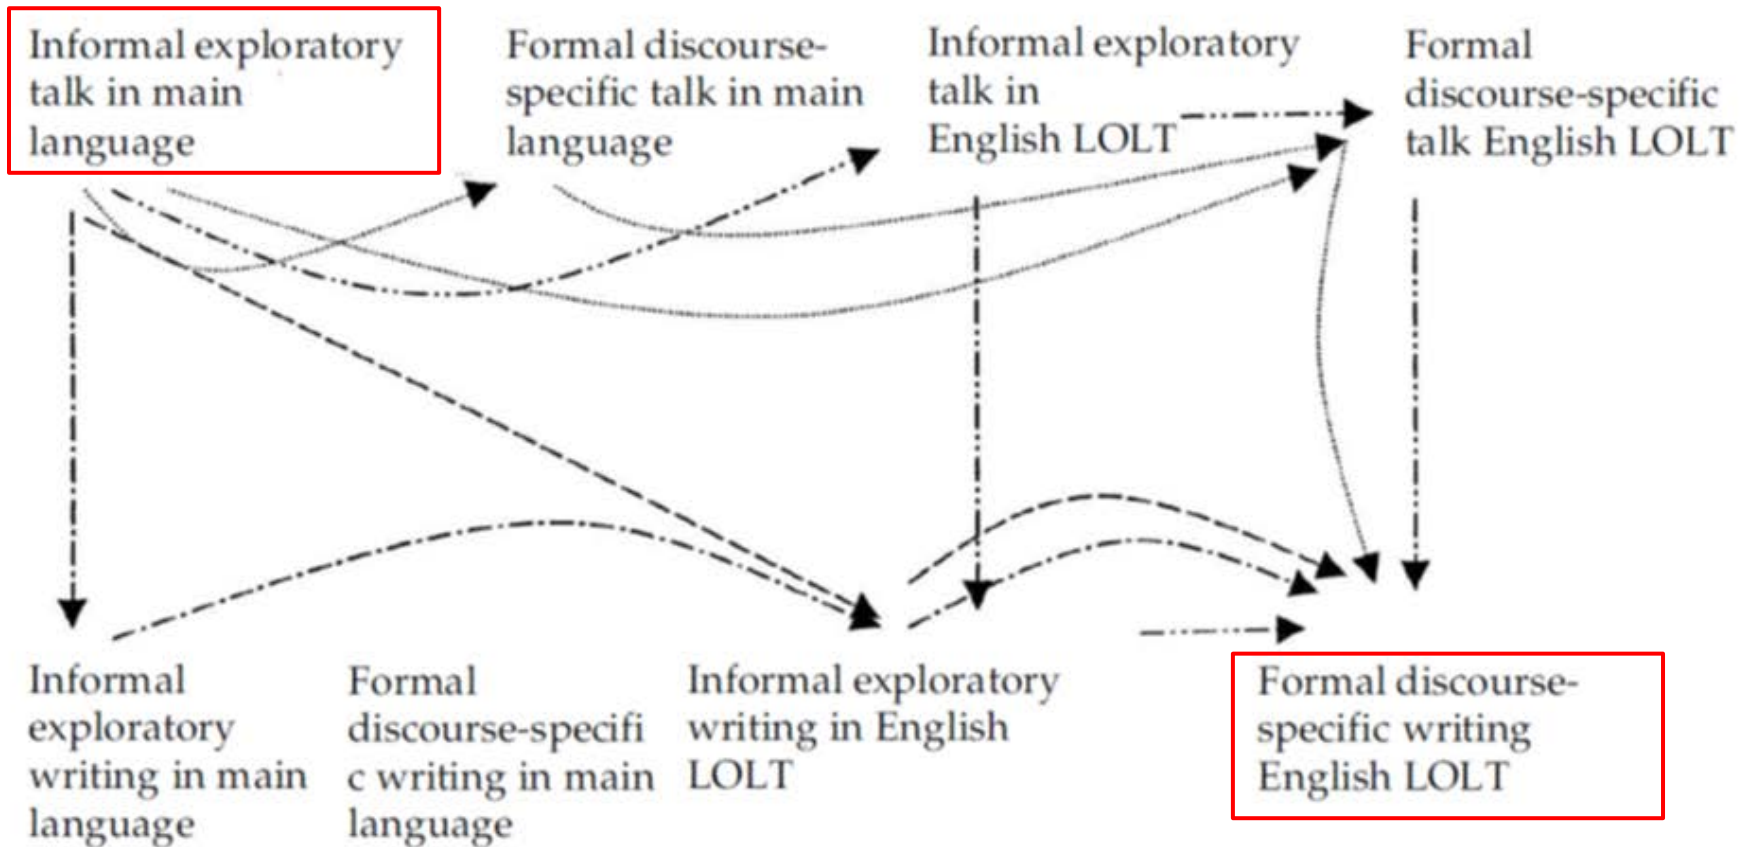 Informal exploratory
talk in main
language
Formal discourse-
specific talk in main
language
Informal exploratory
talk in
English LOLT
Formal
discourse-specific
talk English LOLT
Informal
exploratory
writing in main
language
Formal
discourse-specifi
c writing in main
language
Informal exploratory
writing in English
LOLT
Formal discourse-
specific writing
English LOLT